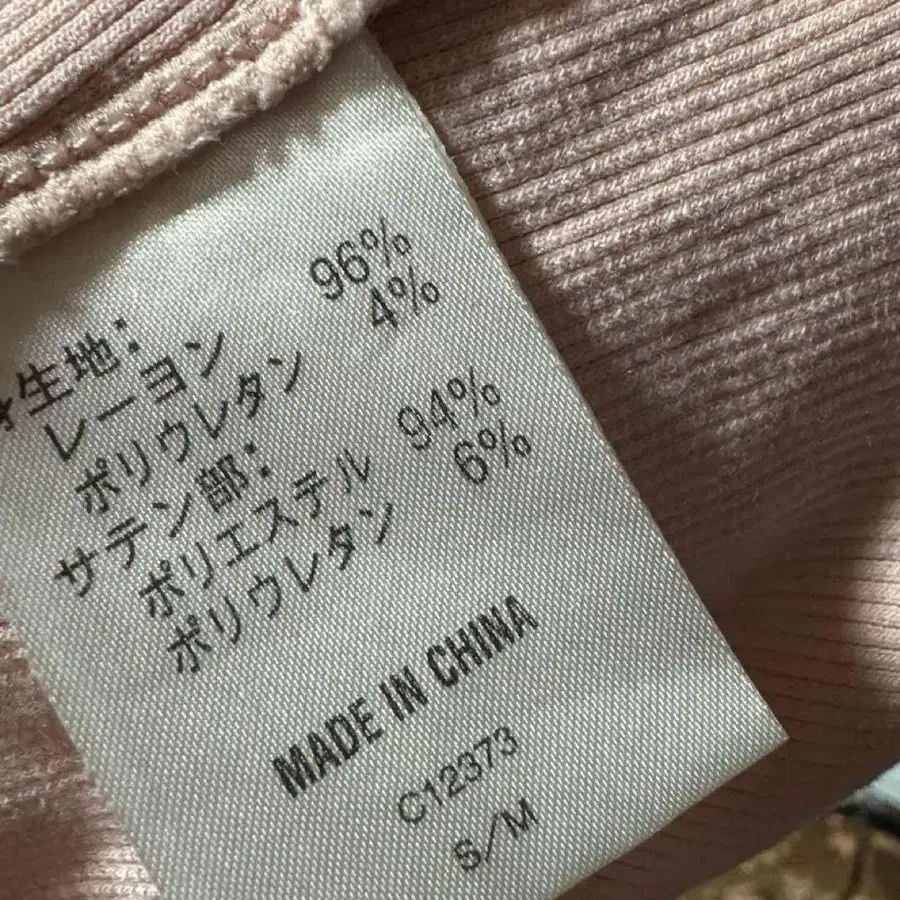 生地:
レーヨン 96%
ポリウレタン 4%
サテン部:
ポリエステル 94%
ポリウレタン 6%
MADE IN CHINA
C12373
S/M